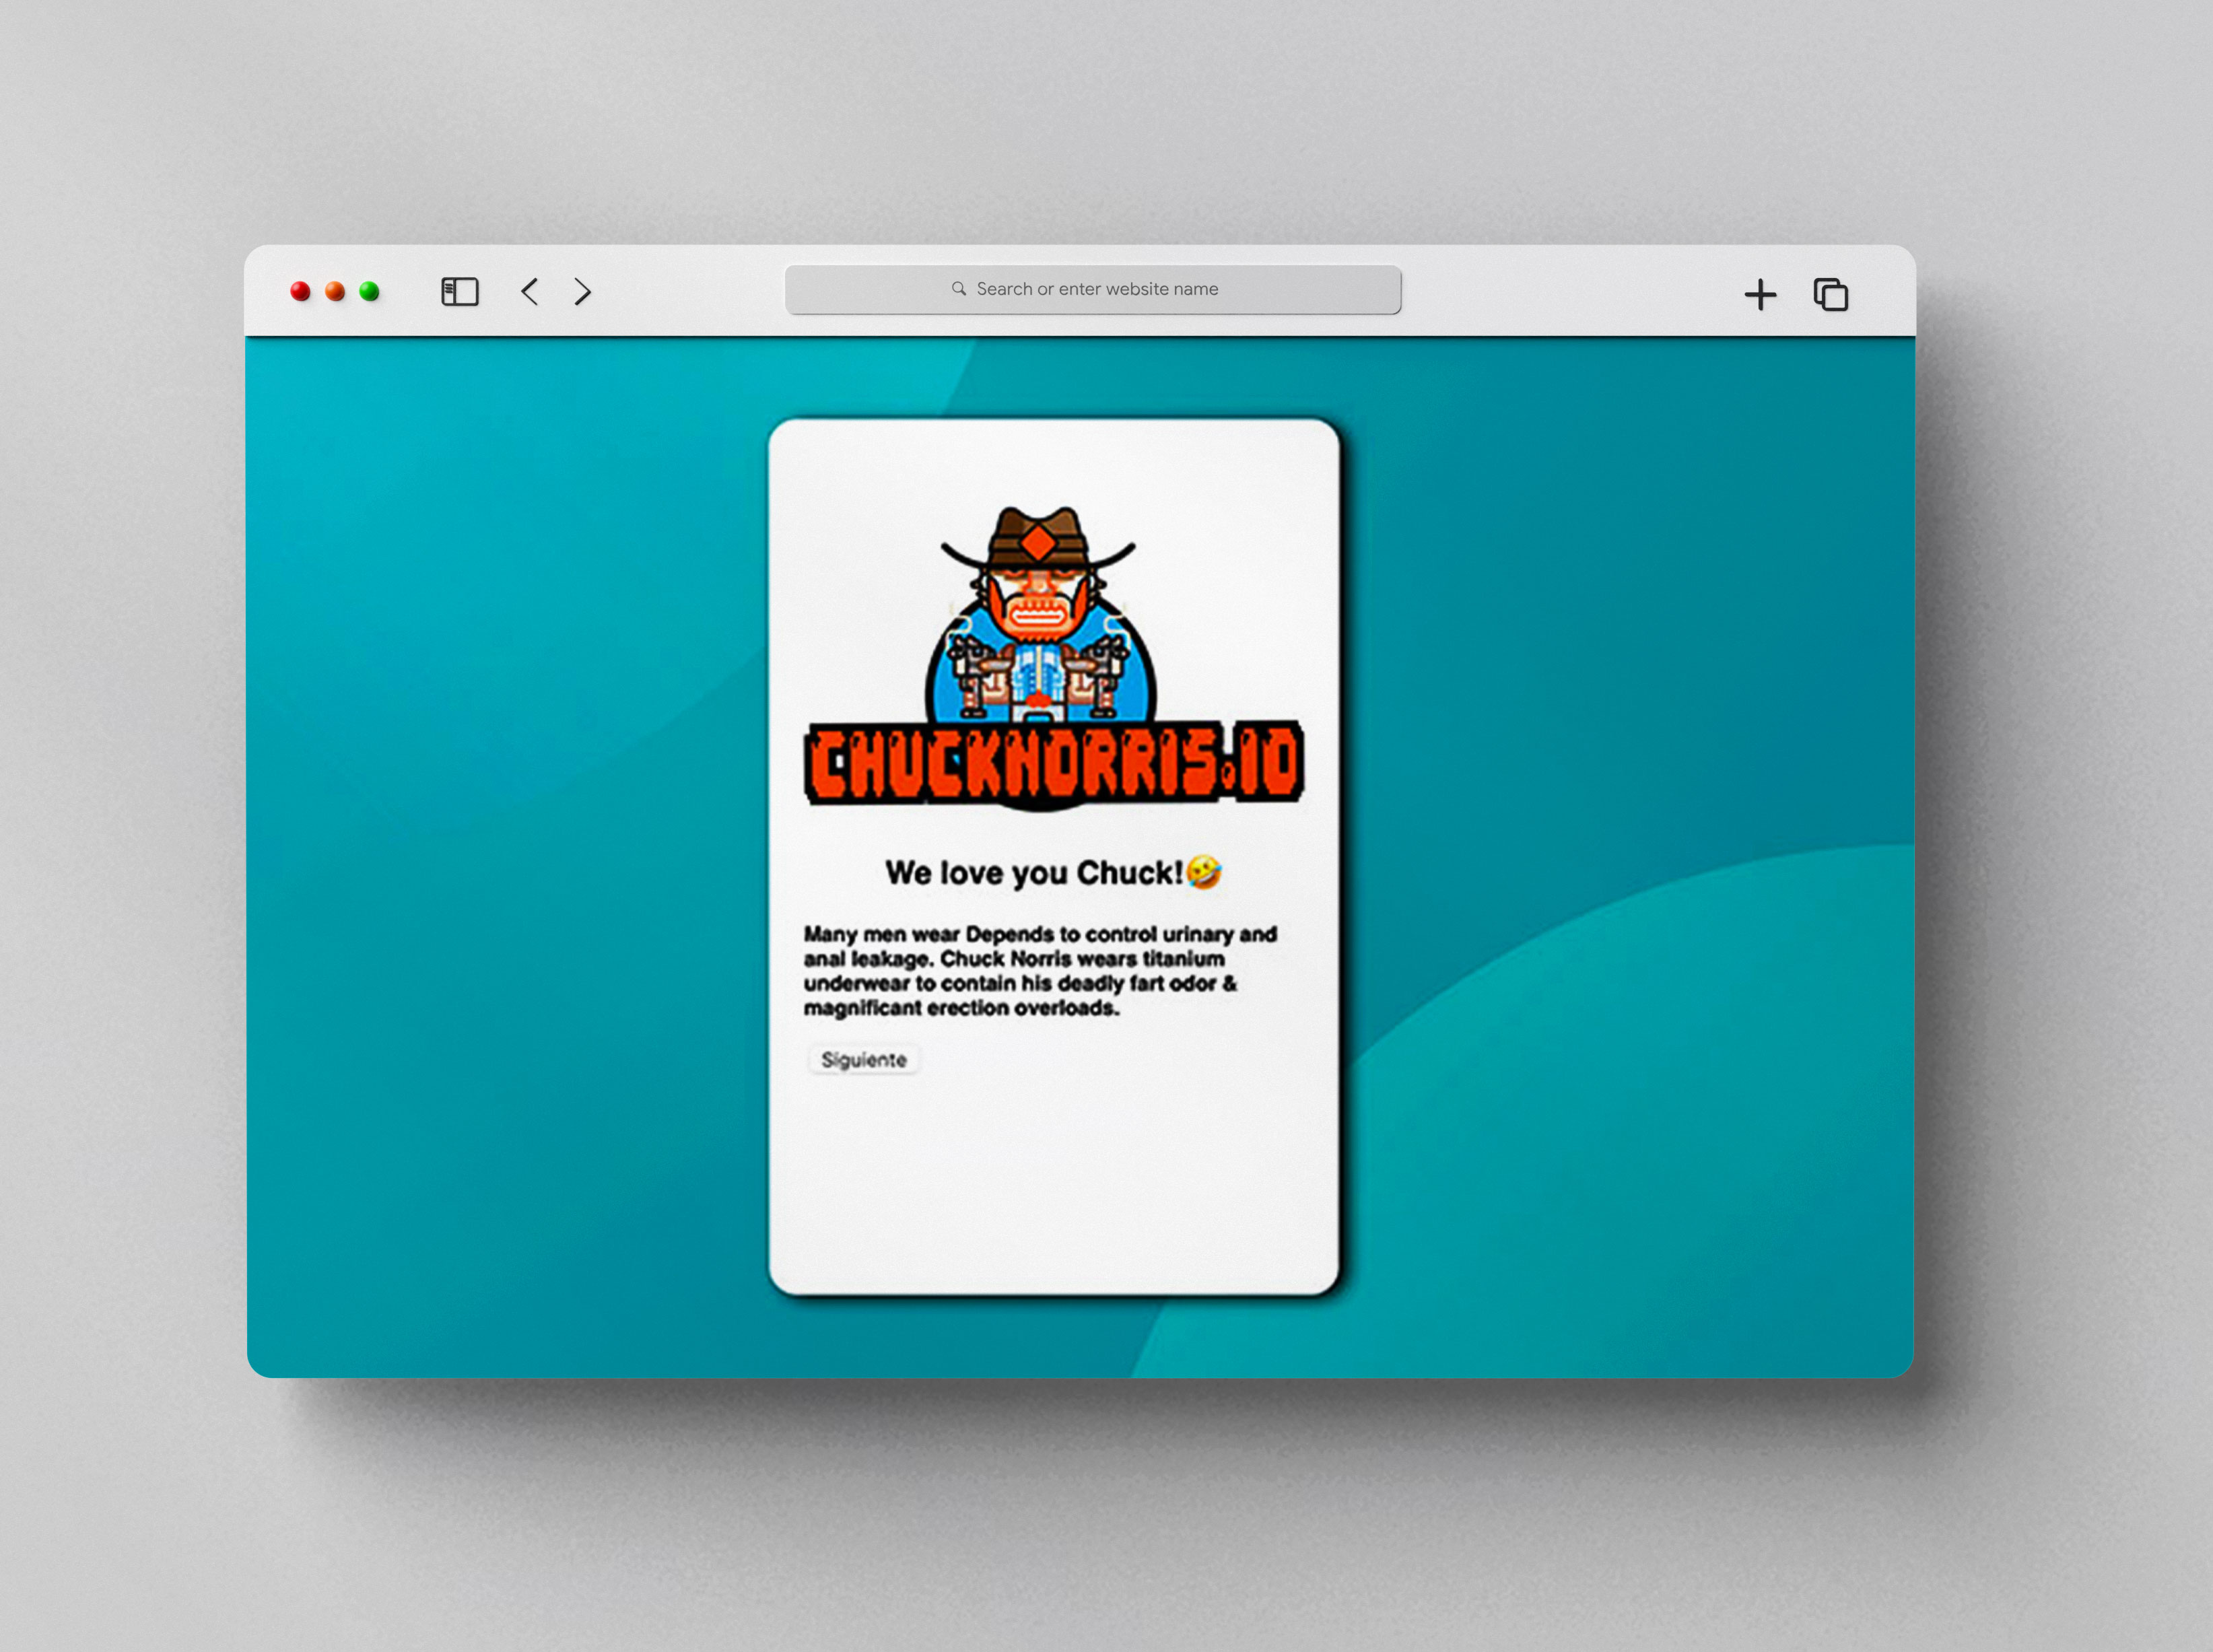 Search or enter website name
CHUCKNORRIS.IO
We love you Chuck!🤣
Many men wear Depends to control urinary and
anal leakage. Chuck Norris wears titanium
underwear to contain his deadly fart odor &
magnificant erection overloads.
Siguiente